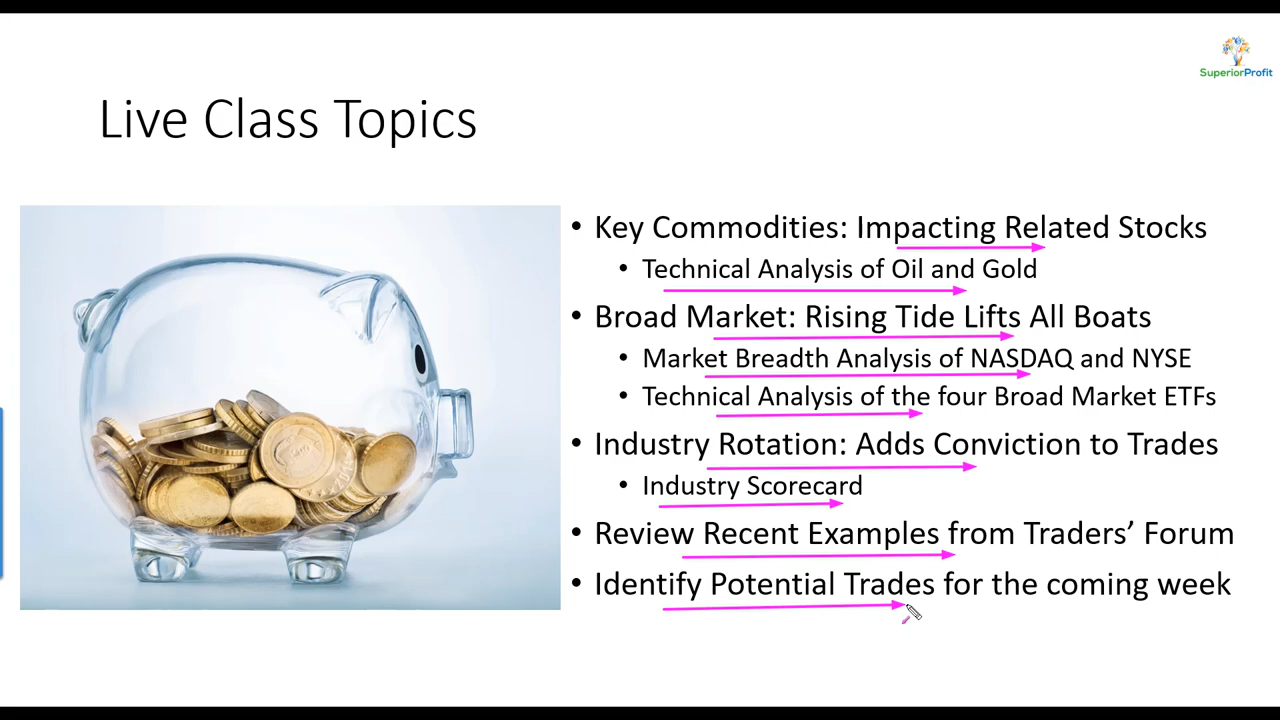 SuperiorProfit
Live Class Topics
• Key Commodities: Impacting Related Stocks
• Technical Analysis of Oil and Gold
• Broad Market: Rising Tide Lifts All Boats
• Market Breadth Analysis of NASDAQ and NYSE
• Technical Analysis of the four Broad Market ETFs
• Industry Rotation: Adds Conviction to Trades
• Industry Scorecard
• Review Recent Examples from Traders’ Forum
• Identify Potential Trades for the coming week